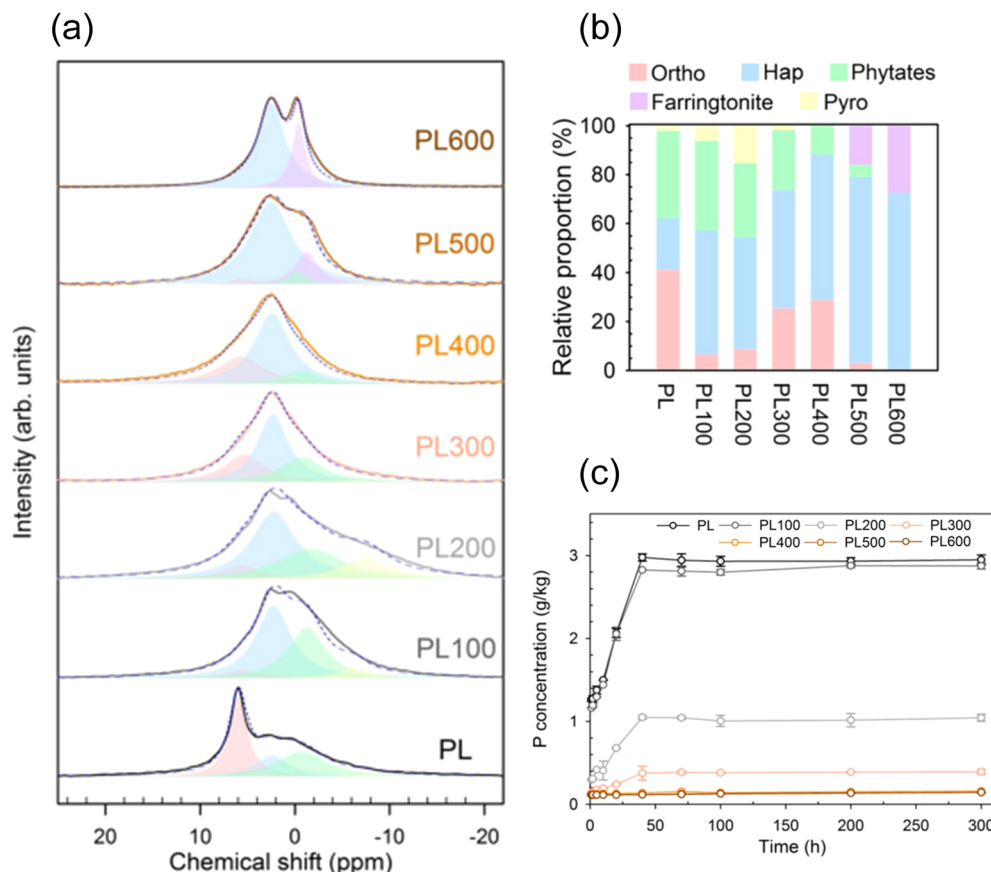 (a)
PL600
PL500
PL400
PL300
PL200
PL100
PL
Intensity (arb. units)
20 10 0 -10 -20
Chemical shift (ppm)
(b)
Ortho Hap Phytates
Farringtonite Pyro
Relative proportion (%)
100
80
60
40
20
0
PL PL100 PL200 PL300 PL400 PL500 PL600
(c)
PL PL100 PL200 PL300
PL400 PL500 PL600
P concentration (g/kg)
3
2
1
0
0 50 100 150 200 250 300
Time (h)